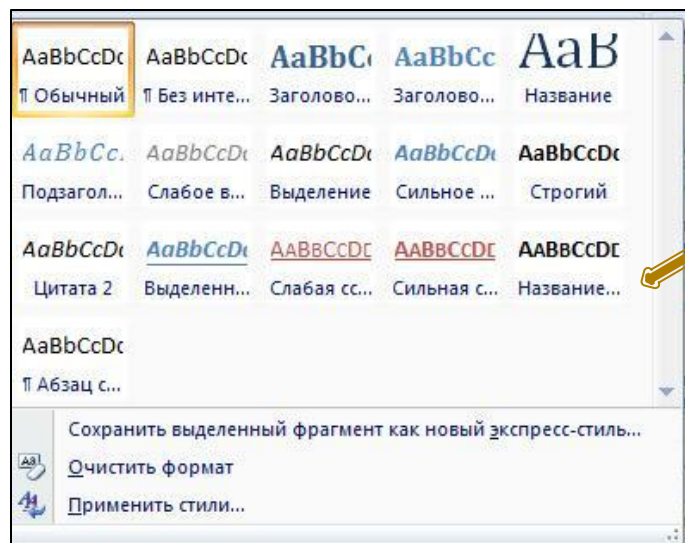 AaBbCcDc AaBbCcDc AaBbC AaBbCc AaB
¶ Обычный ¶ Без инте... Заголово... Заголово... Название
AaBbCc. AaBbCcDc AaBbCcDc AaBbCcDc AaBbCcDc
Подзагол... Слабое в... Выделение Сильное ... Строгий
AaBbCcDc AaBbCcDc AaBbCcDc AaBbCcDc AaBbCcDc
Цитата 2 Выделенн... Слабая сс... Сильная с... Название...
AaBbCcDc
¶ Абзац с...
Сохранить выделенный фрагмент как новый экспресс-стиль...
Очистить формат
Применить стили...